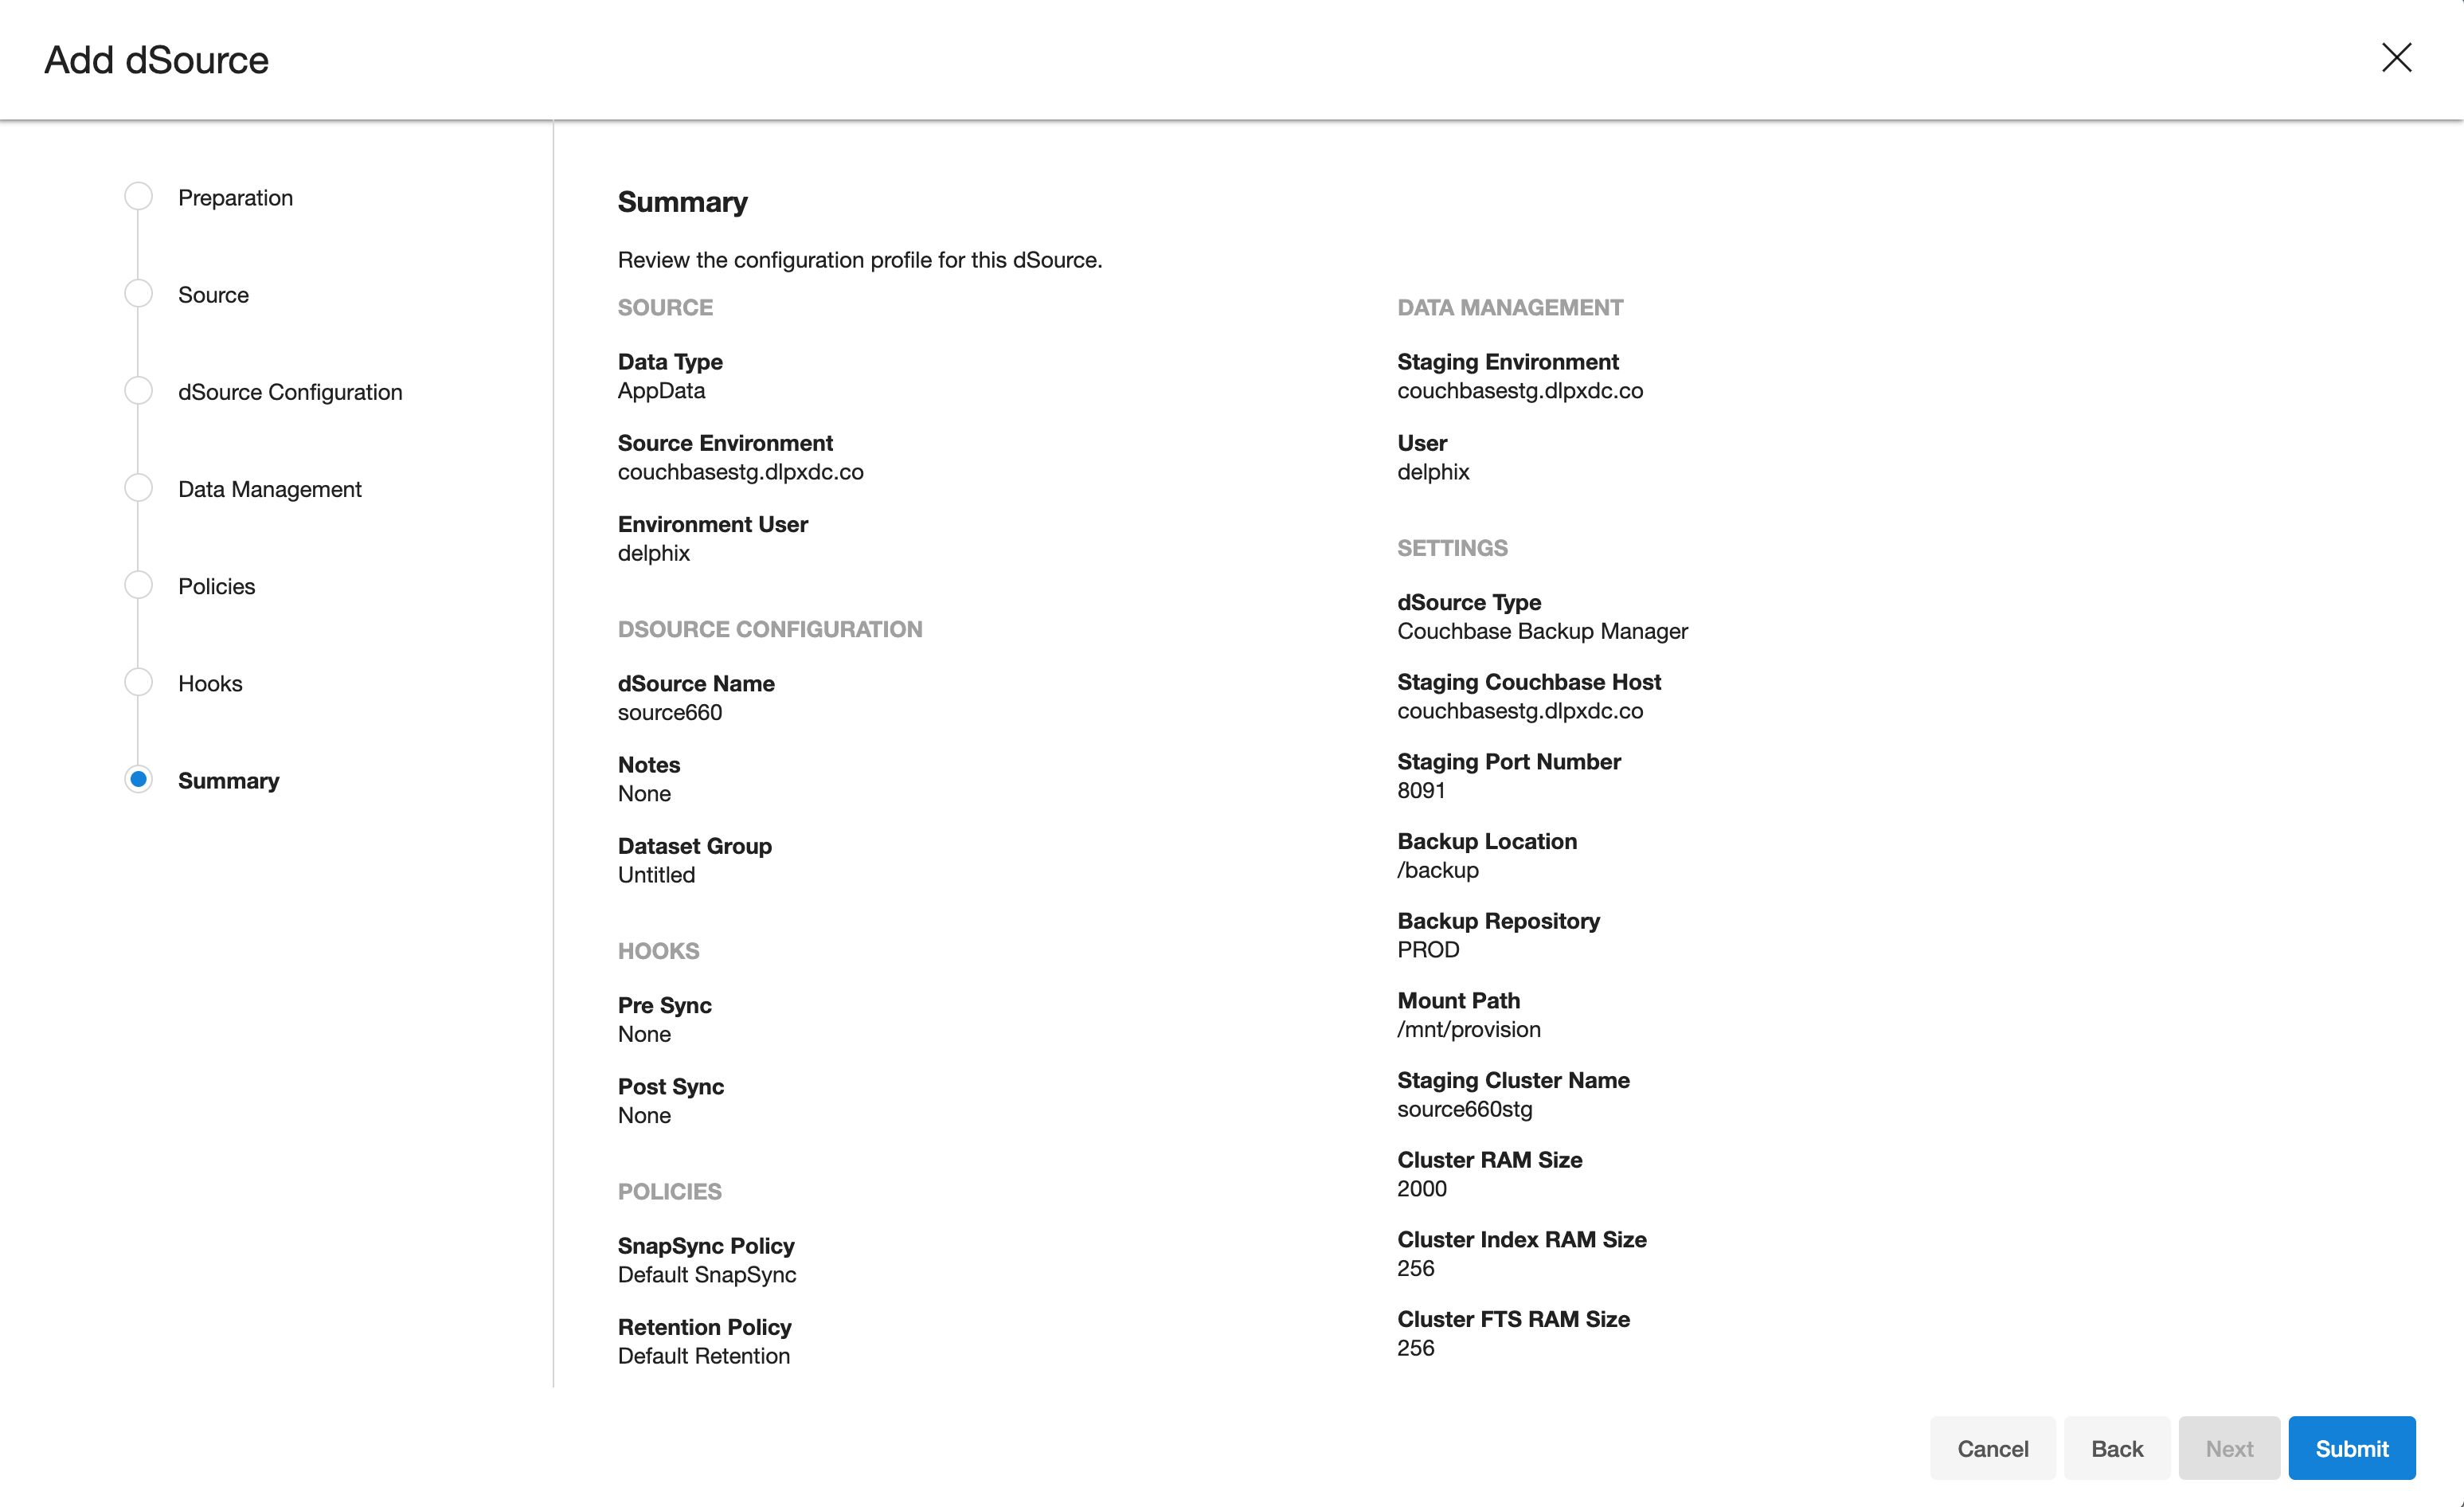 Add dSource
Preparation
Source
dSource Configuration
Data Management
Policies
Hooks
Summary
Summary
Review the configuration profile for this dSource.
SOURCE
Data Type
AppData
Source Environment
couchbasestg.dlpxdc.co
Environment User
delphix
DSOURCE CONFIGURATION
dSource Name
source660
Notes
None
Dataset Group
Untitled
HOOKS
Pre Sync
None
Post Sync
None
POLICIES
SnapSync Policy
Default SnapSync
Retention Policy
Default Retention
DATA MANAGEMENT
Staging Environment
couchbasestg.dlpxdc.co
User
delphix
SETTINGS
dSource Type
Couchbase Backup Manager
Staging Couchbase Host
couchbasestg.dlpxdc.co
Staging Port Number
8091
Backup Location
/backup
Backup Repository
PROD
Mount Path
/mnt/provision
Staging Cluster Name
source660stg
Cluster RAM Size
2000
Cluster Index RAM Size
256
Cluster FTS RAM Size
256
Cancel
Back
Next
Submit